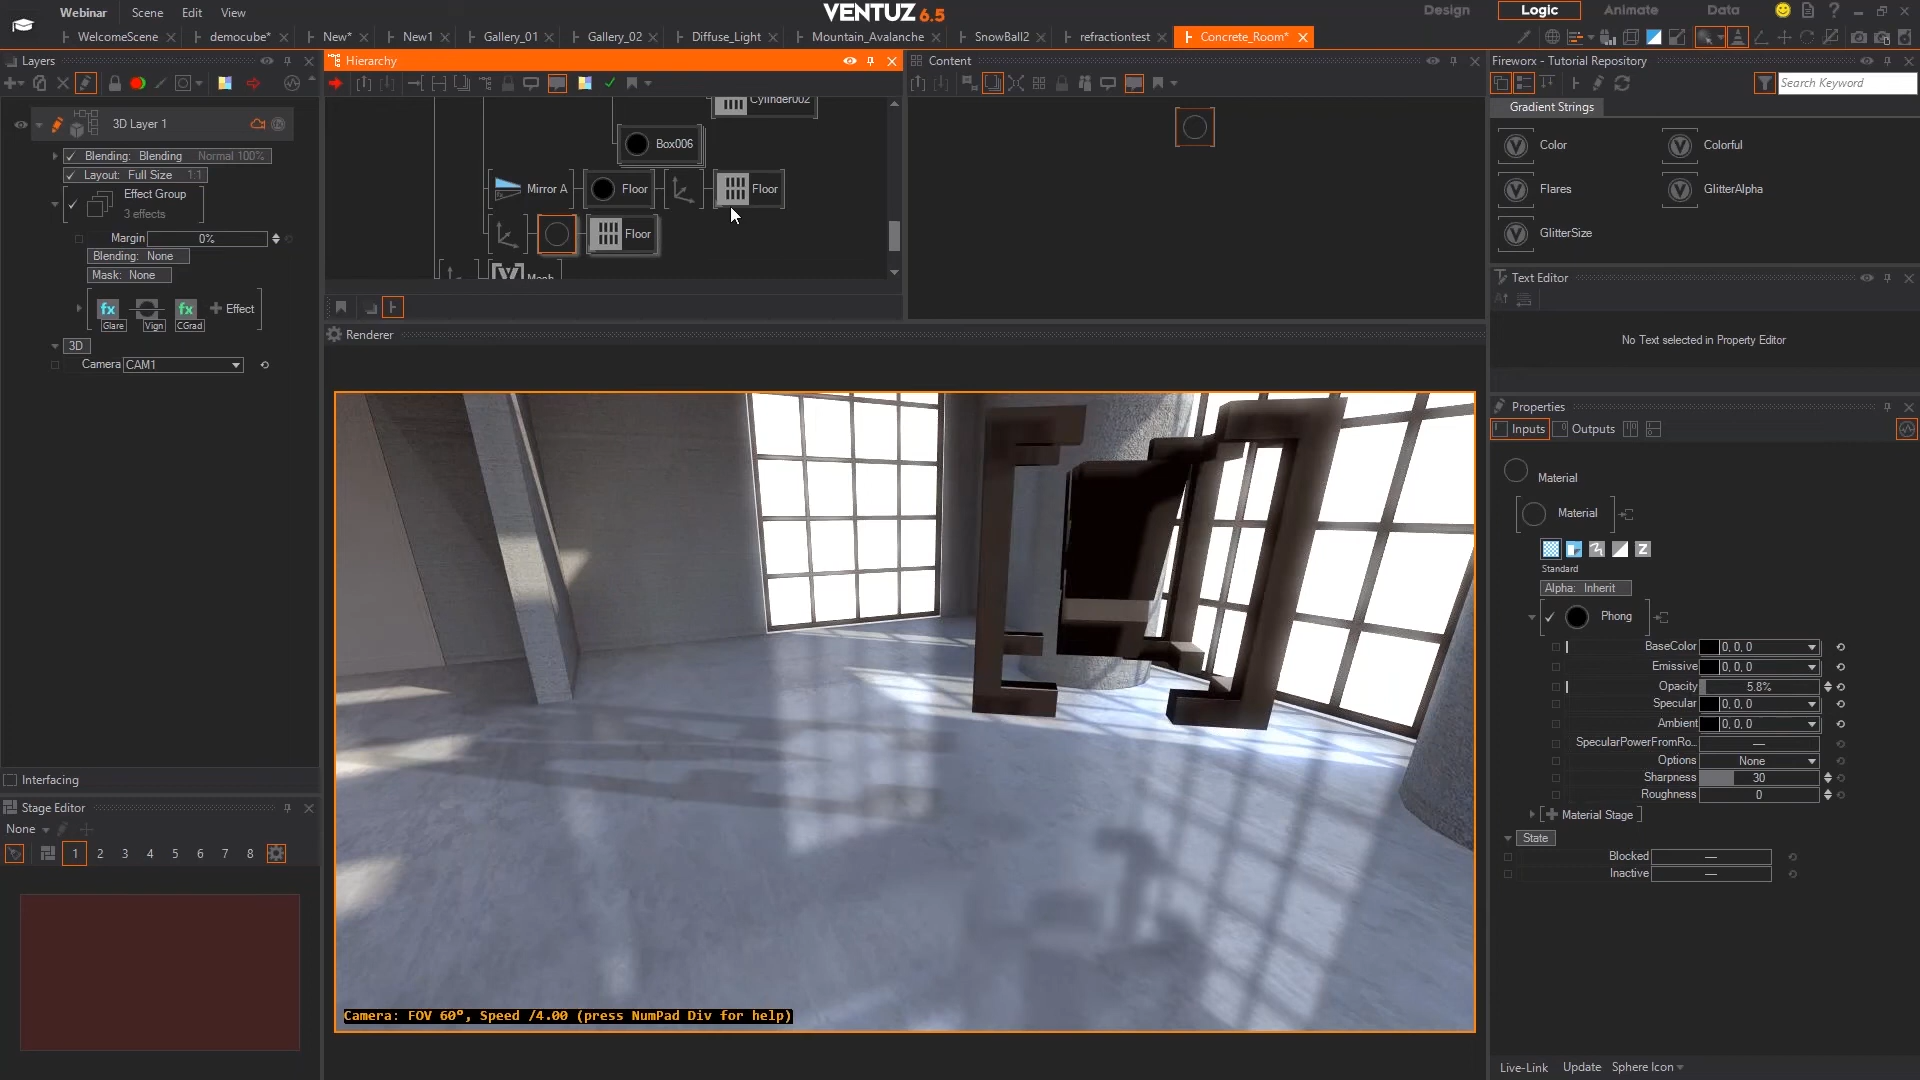 Webinar Scene Edit View VENTUZ 6.5 Design Logic Animate Data
WelcomeScene democube* New* New1 Gallery_01 Gallery_02 Diffuse_Light Mountain_Avalanche SnowBall2 refractiontest Concrete_Room*
Layers
3D Layer 1
Blending: Blending Normal 100%
Layout: Full Size 1:1
Effect Group
3 effects
Margin 0%
Blending: None
Mask: None
fx fx Effect
Glare Vign CGrad
3D
Camera CAM1
Interfacing
Stage Editor
None
1 2 3 4 5 6 7 8
Hierarchy
Cylinder002
Box006
Mirror A Floor Floor
Floor
Mesh
Content
Renderer
Camera: FOV 60°, Speed /4.00 (press NumPad Div for help)
Fireworx - Tutorial Repository
Search Keyword
Gradient Strings
Color Colorful
Flares GlitterAlpha
GlitterSize
Text Editor
No Text selected in Property Editor
Properties
Inputs Outputs
Material
Material
Standard
Alpha: Inherit
Phong
BaseColor 0, 0, 0
Emissive 0, 0, 0
Opacity 5.8%
Specular 0, 0, 0
Ambient 0, 0, 0
SpecularPowerFromRo... —
Options None
Sharpness 30
Roughness 0
Material Stage
State
Blocked —
Inactive —
Live-Link Update Sphere Icon